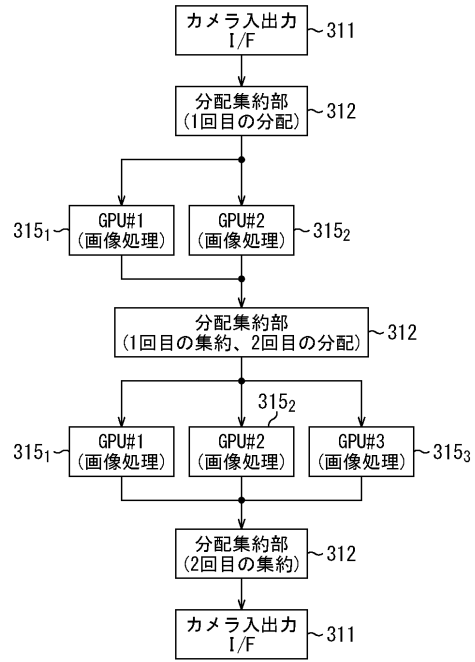 カメラ入出力
I/F
311
分配集約部
(1回目の分配)
312
315₁
GPU#1
(画像処理)
GPU#2
(画像処理)
315₂
分配集約部
(1回目の集約、2回目の分配)
312
315₂
315₁
GPU#1
(画像処理)
GPU#2
(画像処理)
GPU#3
(画像処理)
315₃
分配集約部
(2回目の集約)
312
カメラ入出力
I/F
311